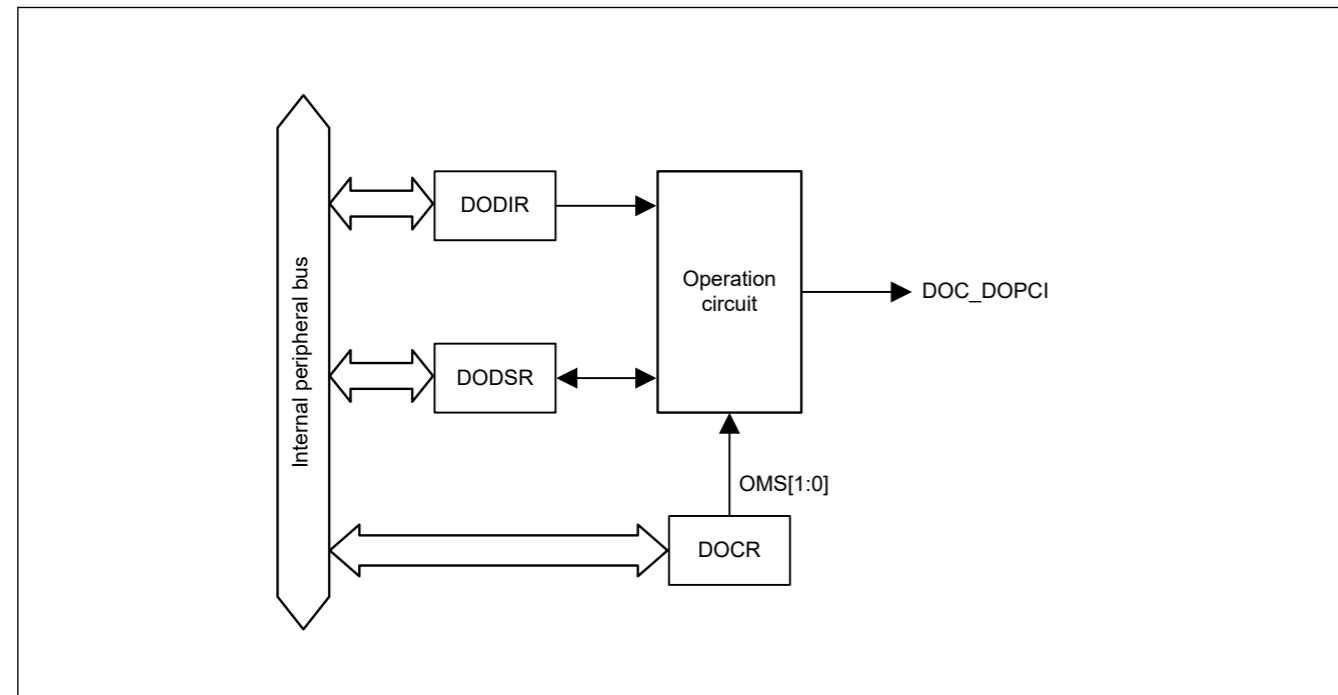 Internal peripheral bus
DODIR
Operation
circuit
DOC_DOPCI
DODSR
OMS[1:0]
DOCR